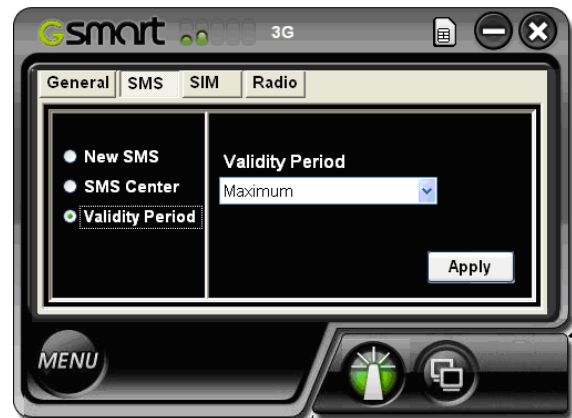 Gsmart 3G
General SMS SIM Radio
New SMS
SMS Center
Validity Period
Validity Period
Maximum
Apply
MENU